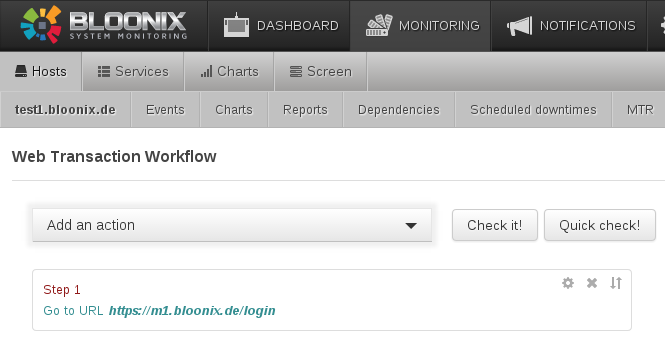 BLOONIX
SYSTEM MONITORING
DASHBOARD
MONITORING
NOTIFICATIONS
Hosts
Services
Charts
Screen
test1.bloonix.de
Events
Charts
Reports
Dependencies
Scheduled downtimes
MTR
Web Transaction Workflow
Add an action
Check it!
Quick check!
Step 1
Go to URL https://m1.bloonix.de/login